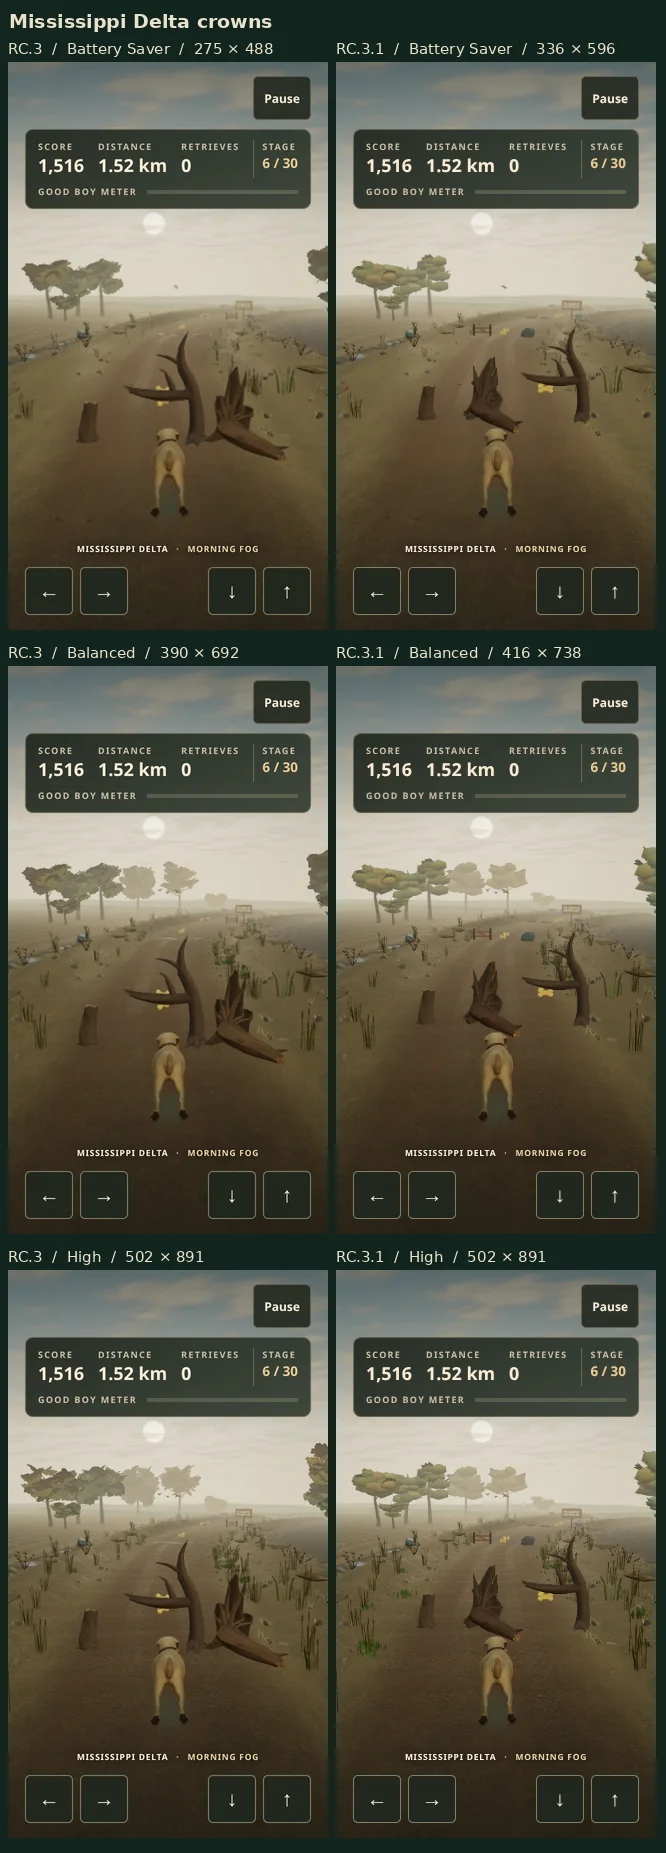 Mississippi Delta crowns
RC.3 / Battery Saver / 275 × 488
RC.3.1 / Battery Saver / 336 × 596
Pause
SCORE DISTANCE RETRIEVES STAGE
1,516 1.52 km 0 6 / 30
GOOD BOY METER
MISSISSIPPI DELTA · MORNING FOG
← → ↓ ↑
Pause
SCORE DISTANCE RETRIEVES STAGE
1,516 1.52 km 0 6 / 30
GOOD BOY METER
MISSISSIPPI DELTA · MORNING FOG
← → ↓ ↑
RC.3 / Balanced / 390 × 692
RC.3.1 / Balanced / 416 × 738
Pause
SCORE DISTANCE RETRIEVES STAGE
1,516 1.52 km 0 6 / 30
GOOD BOY METER
MISSISSIPPI DELTA · MORNING FOG
← → ↓ ↑
Pause
SCORE DISTANCE RETRIEVES STAGE
1,516 1.52 km 0 6 / 30
GOOD BOY METER
MISSISSIPPI DELTA · MORNING FOG
← → ↓ ↑
RC.3 / High / 502 × 891
RC.3.1 / High / 502 × 891
Pause
SCORE DISTANCE RETRIEVES STAGE
1,516 1.52 km 0 6 / 30
GOOD BOY METER
MISSISSIPPI DELTA · MORNING FOG
← → ↓ ↑
Pause
SCORE DISTANCE RETRIEVES STAGE
1,516 1.52 km 0 6 / 30
GOOD BOY METER
MISSISSIPPI DELTA · MORNING FOG
← → ↓ ↑